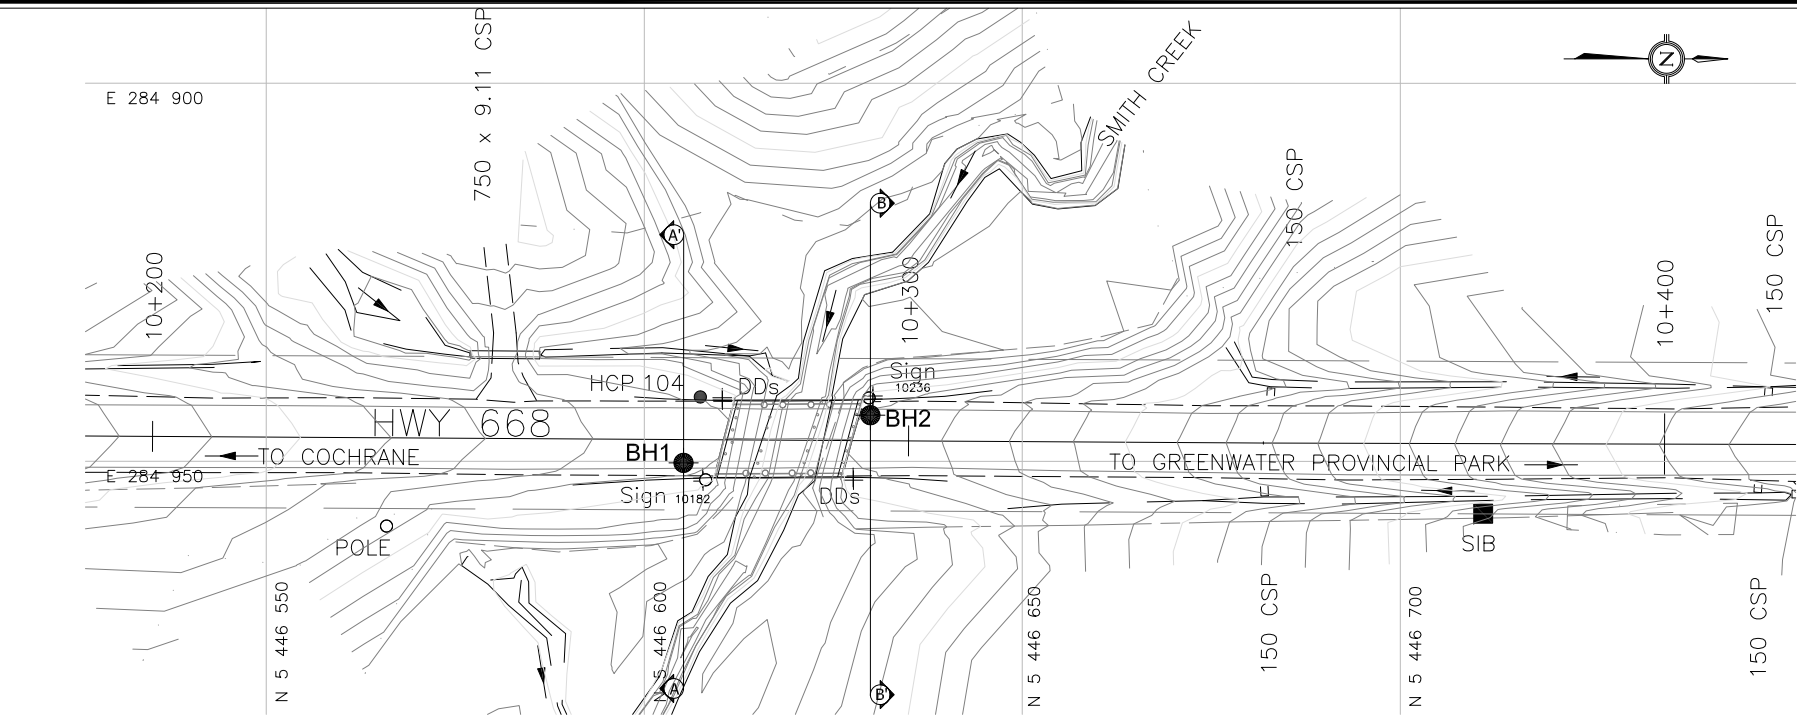 750 x 9.11 CSP
SMITH CREEK
N
E 284 900
150 CSP
B
A'
150 CSP
10+200
10+300
10+400
HCP 104
DDs
Sign
10236
HWY 668
BH2
BH1
TO COCHRANE
TO GREENWATER PROVINCIAL PARK
E 284 950
Sign 10182
DDs
POLE
SIB
N 5 446 550
N 5 446 600
N 5 446 650
N 5 446 700
150 CSP
150 CSP
A
B'